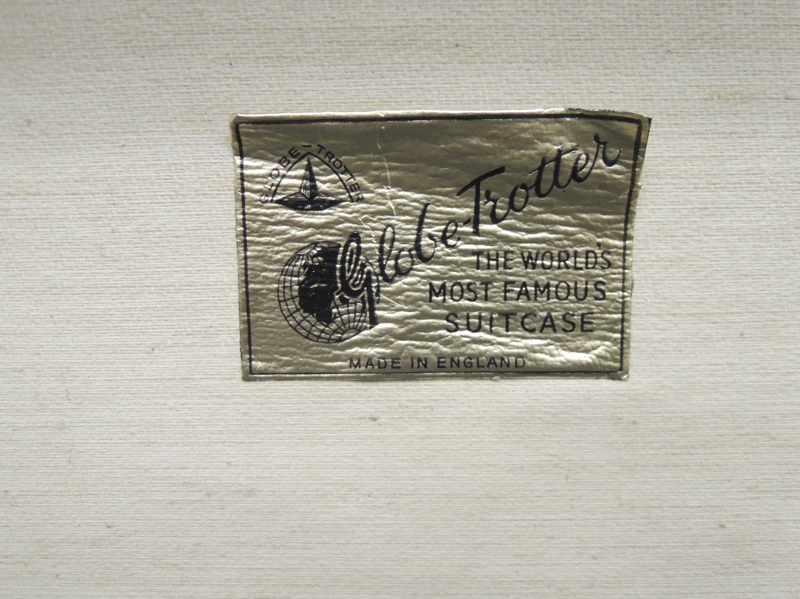 GLOBE-TROTTER
Globe-Trotter
THE WORLD'S
MOST FAMOUS
SUITCASE
MADE IN ENGLAND